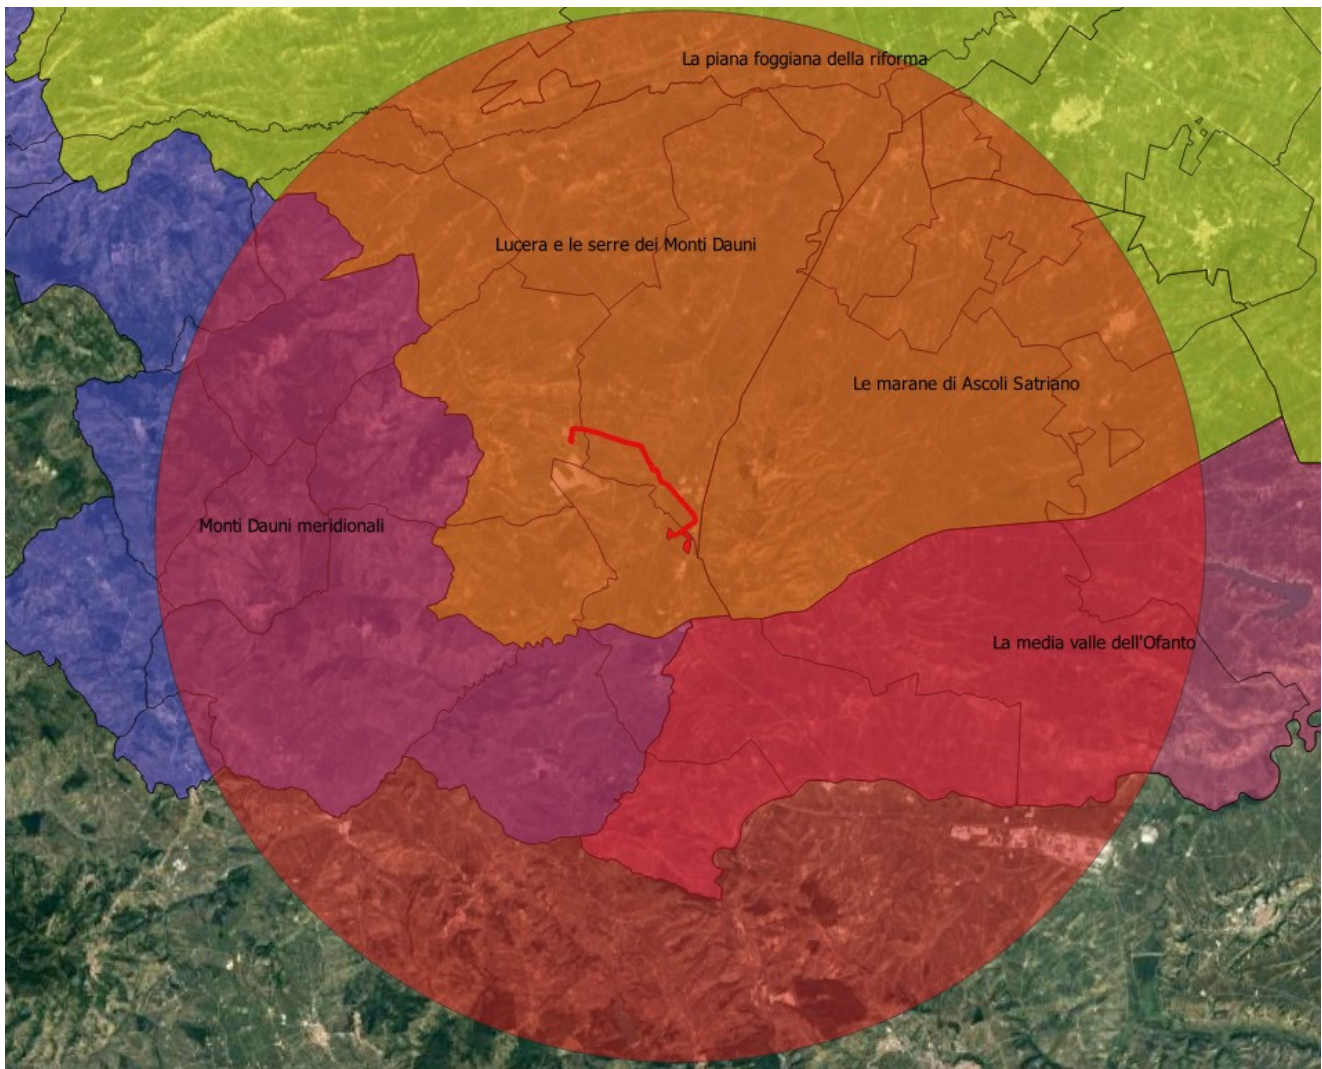 La piana foggiana della riforma
Lucera e le serre dei Monti Dauni
Le marane di Ascoli Satriano
Monti Dauni meridionali
La media valle dell'Ofanto